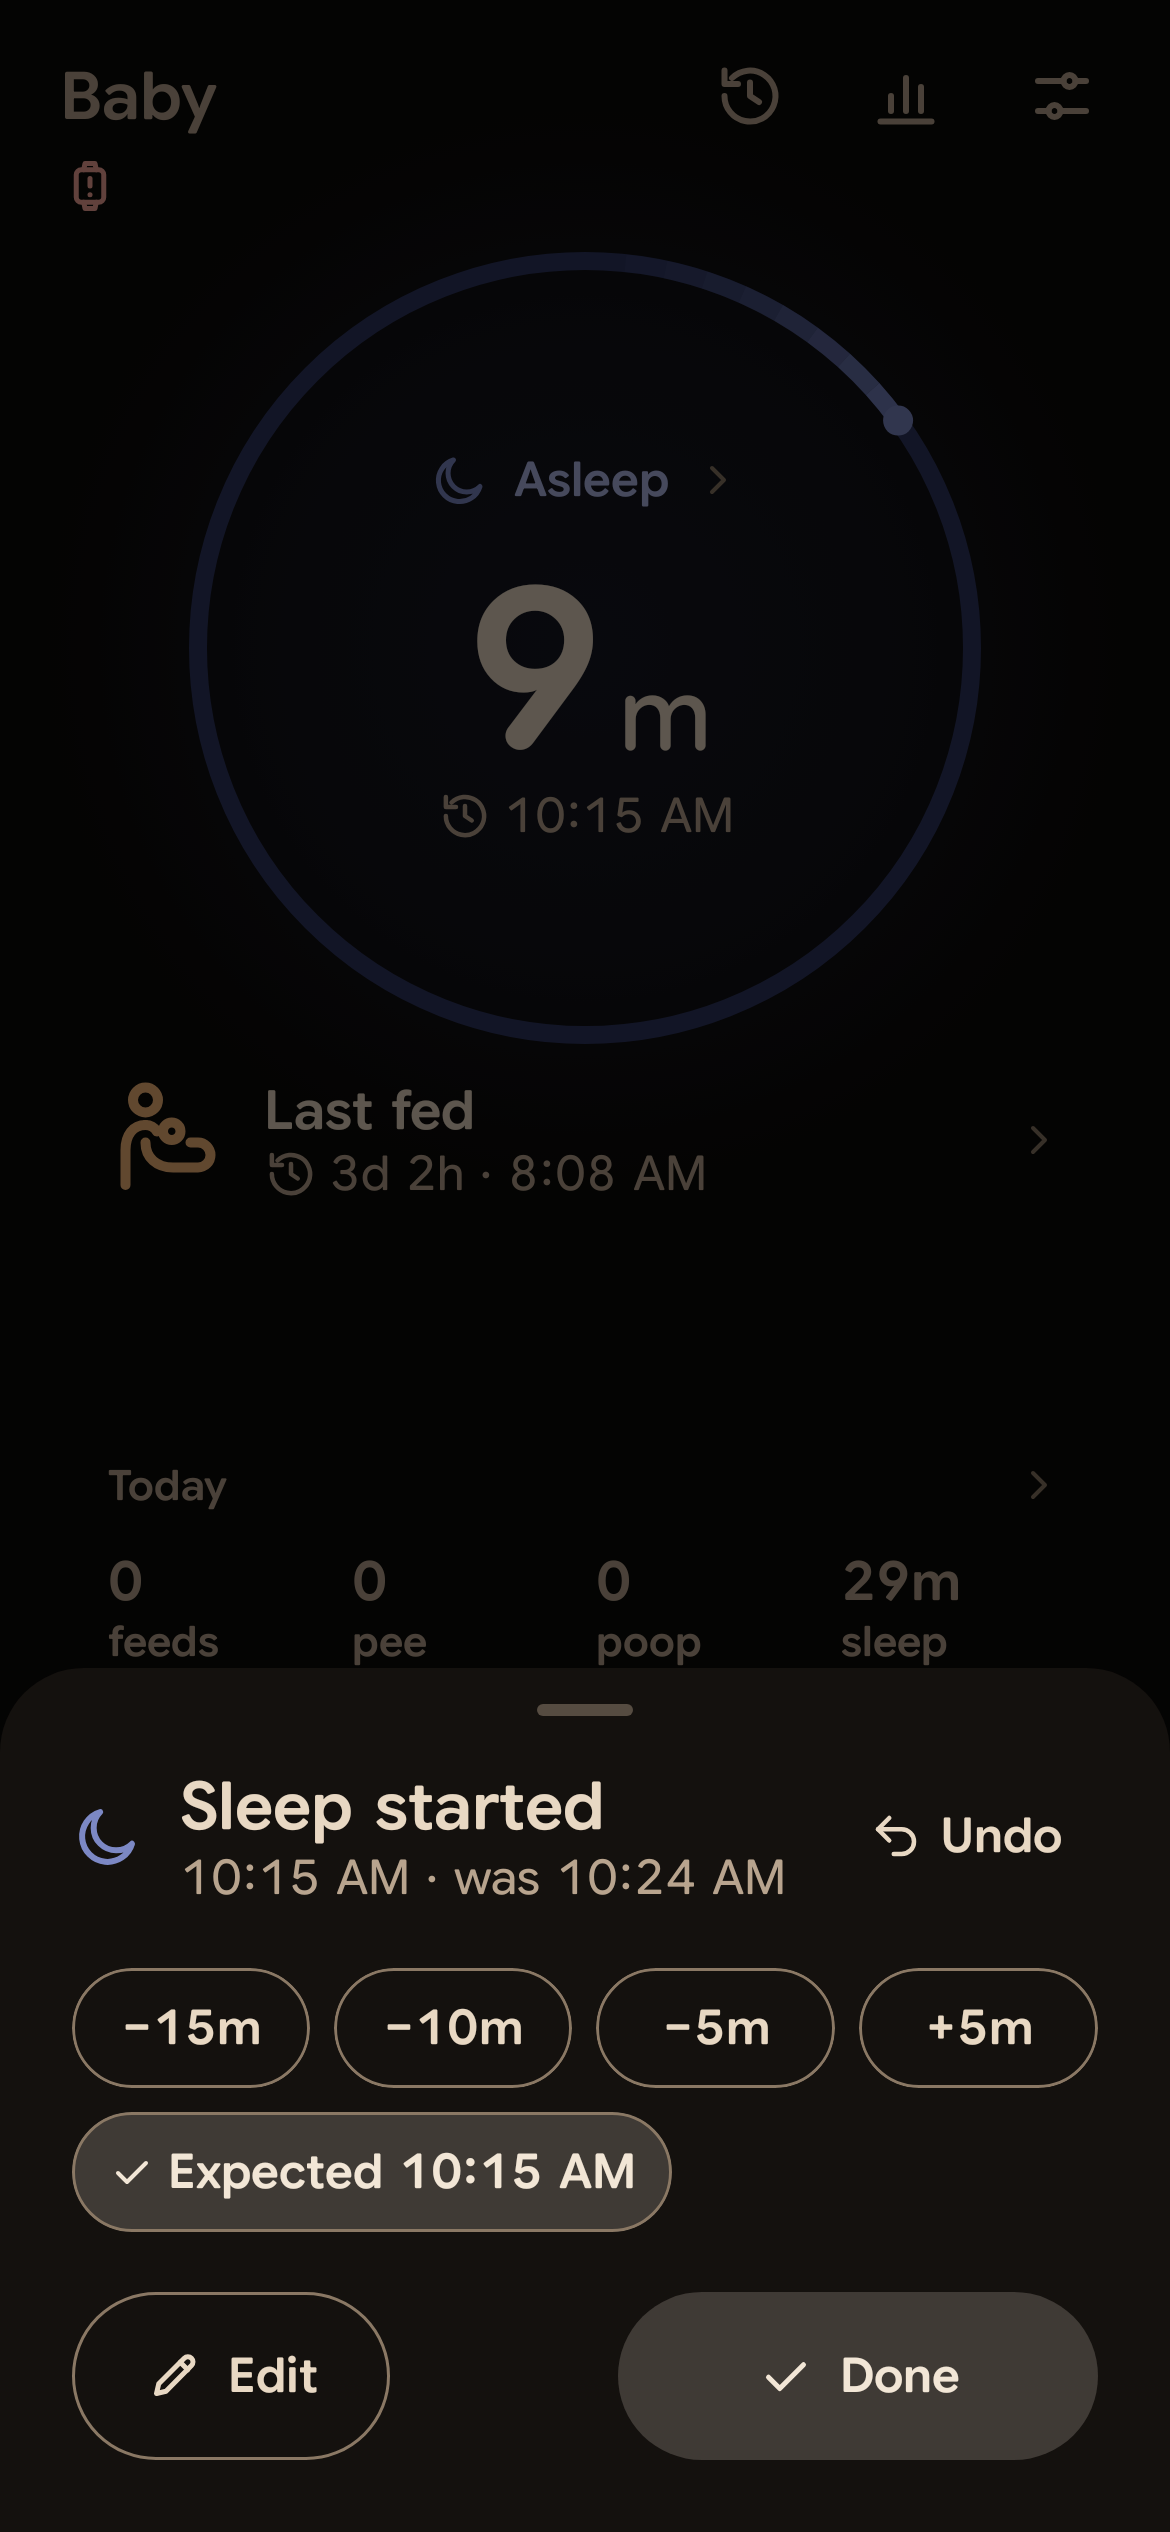 Baby
Asleep
9 m
10:15 AM
Last fed
3d 2h · 8:08 AM
Today
0 0 0 29m
feeds pee poop sleep
Sleep started
10:15 AM · was 10:24 AM
Undo
−15m −10m −5m +5m
Expected 10:15 AM
Edit Done